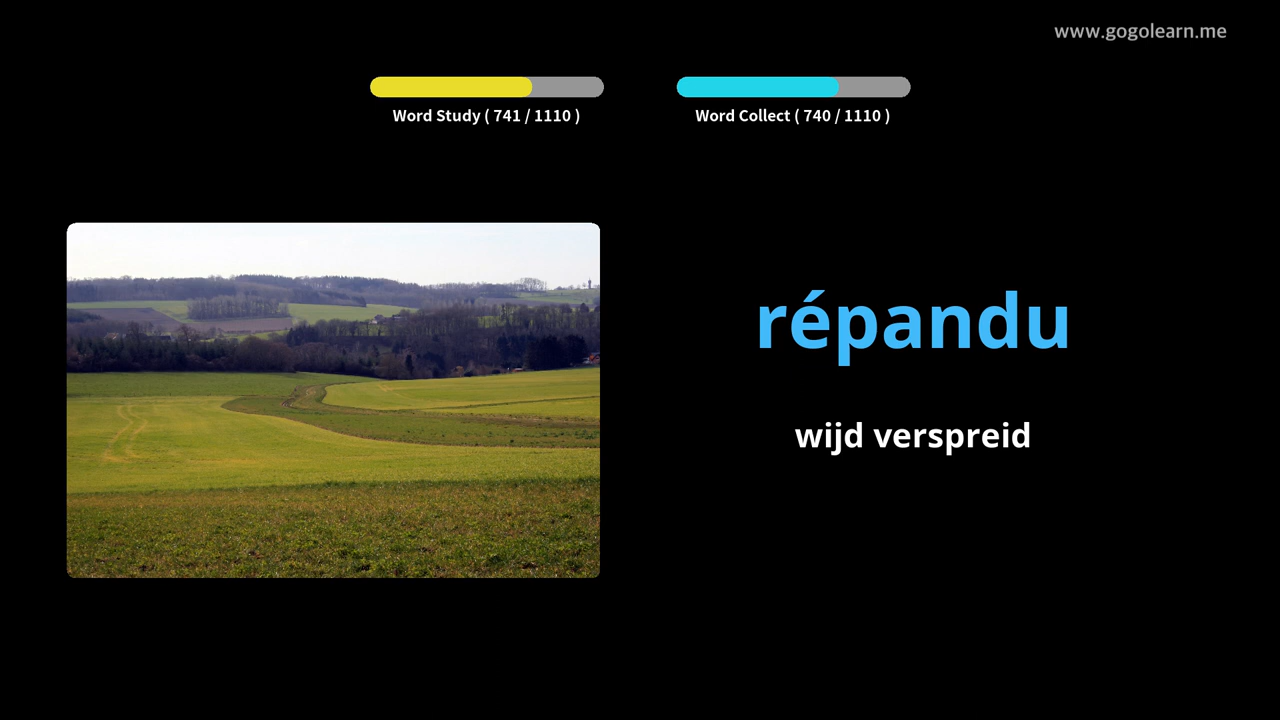 www.gogolearn.me
Word Study ( 741 / 1110 )
Word Collect ( 740 / 1110 )
répandu
wijd verspreid